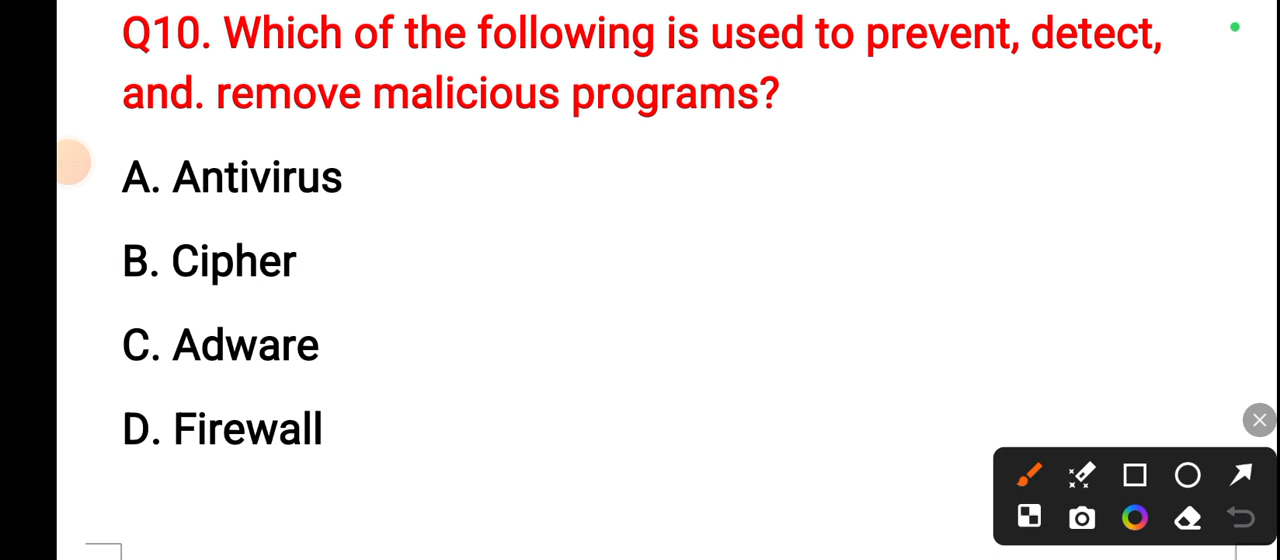 Q10. Which of the following is used to prevent, detect,
and. remove malicious programs?
A. Antivirus
B. Cipher
C. Adware
D. Firewall